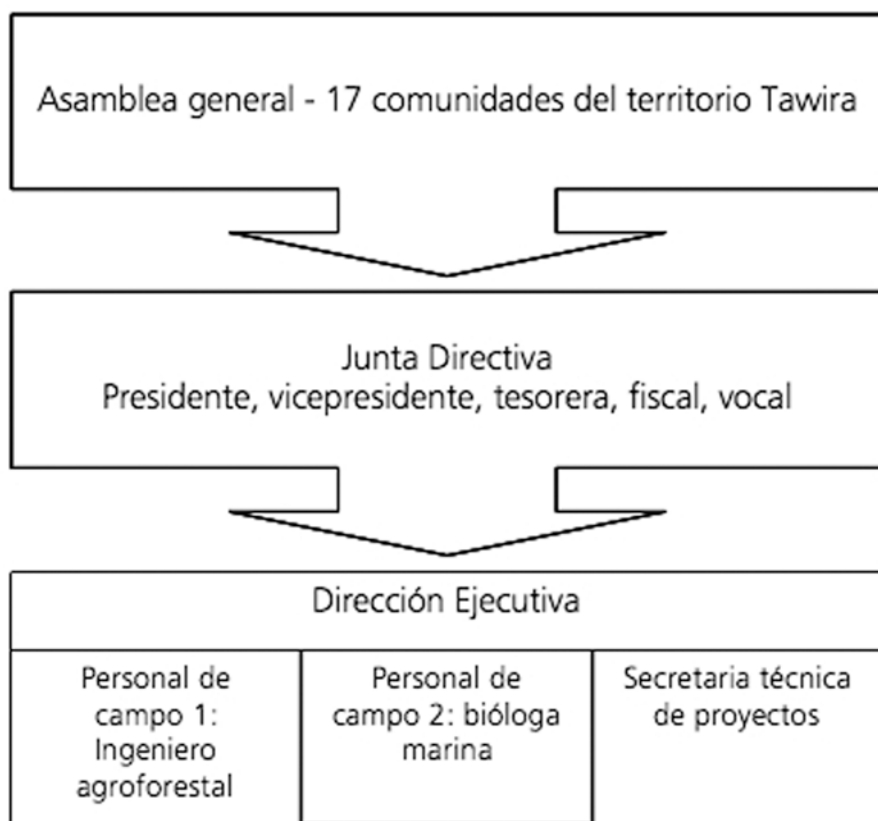 Asamblea general - 17 comunidades del territorio Tawira
Junta Directiva
Presidente, vicepresidente, tesorera, fiscal, vocal
Dirección Ejecutiva
Personal de
campo 1:
Ingeniero
agroforestal
Personal de
campo 2: bióloga
marina
Secretaria técnica
de proyectos